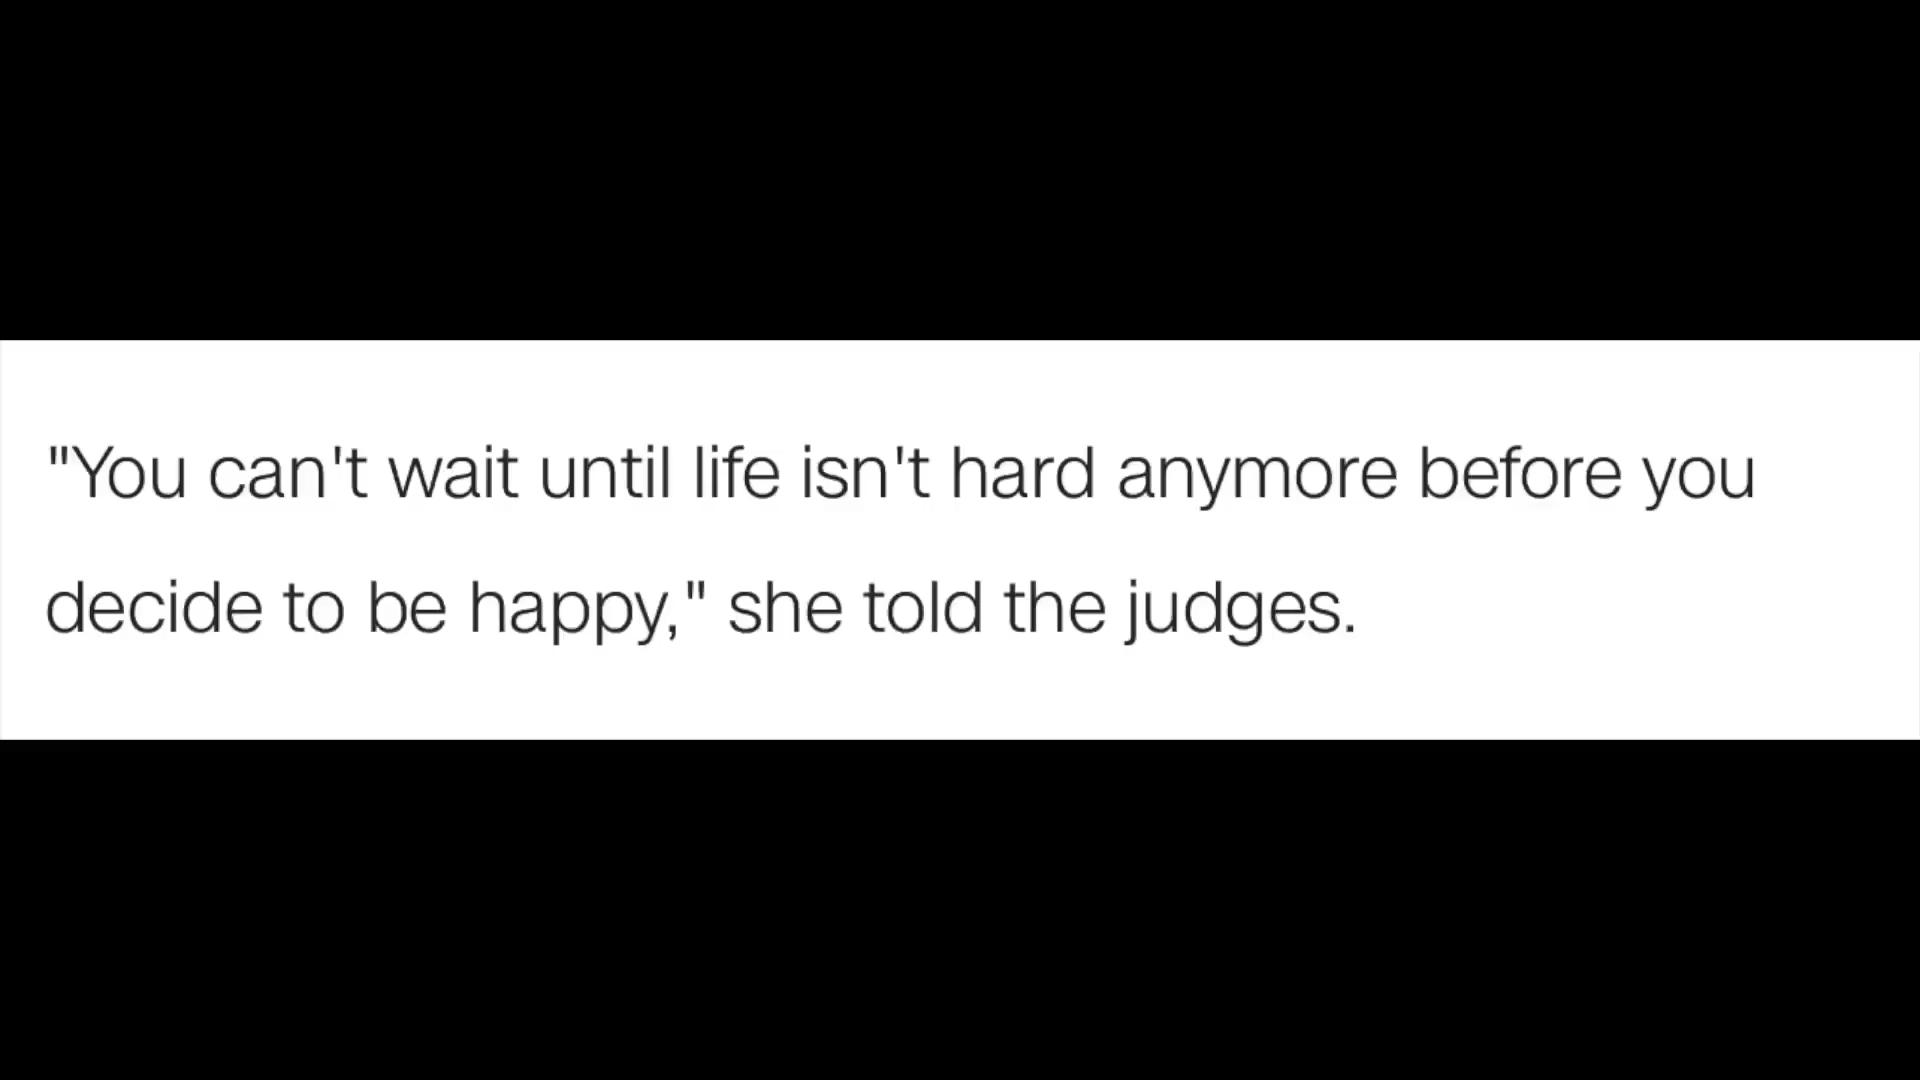 "You can't wait until life isn't hard anymore before you
decide to be happy," she told the judges.